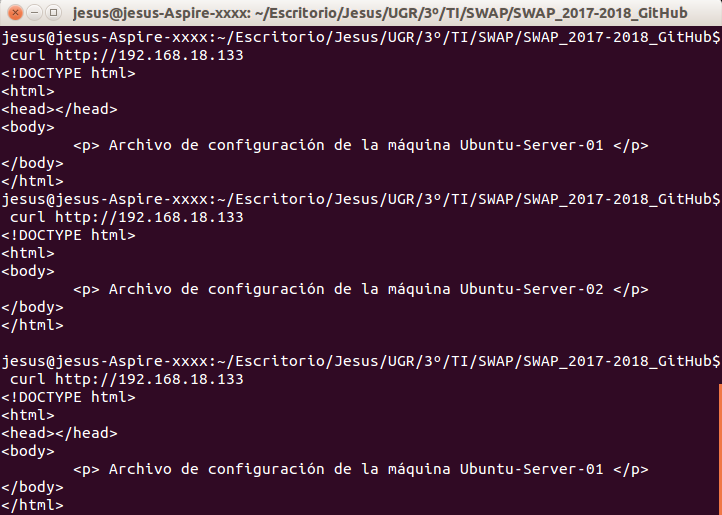 jesus@jesus-Aspire-xxxx: ~/Escritorio/Jesus/UGR/3º/TI/SWAP/SWAP_2017-2018_GitHub
jesus@jesus-Aspire-xxxx:~/Escritorio/Jesus/UGR/3º/TI/SWAP/SWAP_2017-2018_GitHub$
 curl http://192.168.18.133
<!DOCTYPE html>
<html>
<head></head>
<body>
        <p> Archivo de configuración de la máquina Ubuntu-Server-01 </p>
</body>
</html>
jesus@jesus-Aspire-xxxx:~/Escritorio/Jesus/UGR/3º/TI/SWAP/SWAP_2017-2018_GitHub$
 curl http://192.168.18.133
<!DOCTYPE html>
<html>
<body>
        <p> Archivo de configuración de la máquina Ubuntu-Server-02 </p>
</body>
</html>

jesus@jesus-Aspire-xxxx:~/Escritorio/Jesus/UGR/3º/TI/SWAP/SWAP_2017-2018_GitHub$
 curl http://192.168.18.133
<!DOCTYPE html>
<html>
<head></head>
<body>
        <p> Archivo de configuración de la máquina Ubuntu-Server-01 </p>
</body>
</html>